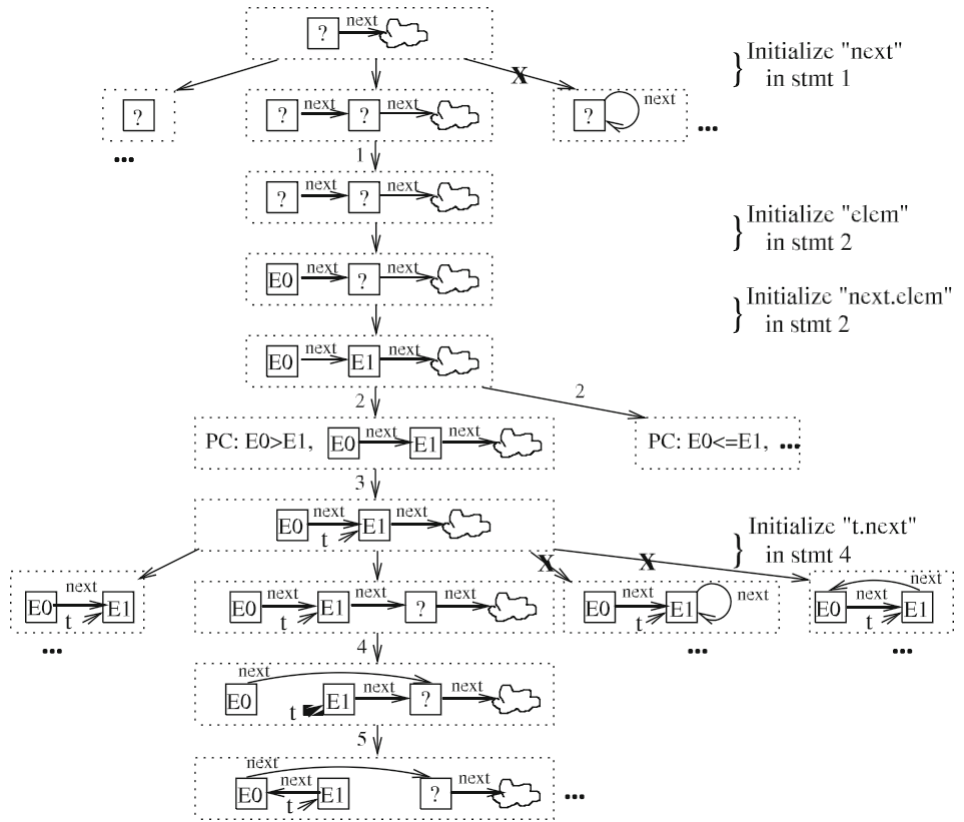 next
?
} Initialize "next"
in stmt 1
X
?
next next
? ?
next
?
...
...
1
next next
? ?
} Initialize "elem"
in stmt 2
next next
E0 ?
} Initialize "next.elem"
in stmt 2
next next
E0 E1
2 2
PC: E0>E1, next next
E0 E1
PC: E0<=E1, ...
3
next next
E0 E1
t
} Initialize "t.next"
in stmt 4
X X
next
E0 E1
t
next next next
E0 E1 ?
t
next
E0 E1 next
t
next
next
E0 E1
t
... ... ...
4
next
next next
E0 E1 ?
t
5
next
next next
E0 E1 ?
t
...